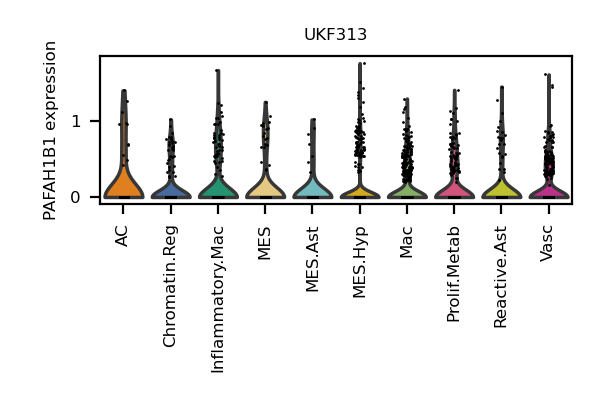 UKF313
PAFAH1B1 expression
1
0
AC
Chromatin.Reg
Inflammatory.Mac
MES
MES.Ast
MES.Hyp
Mac
Prolif.Metab
Reactive.Ast
Vasc